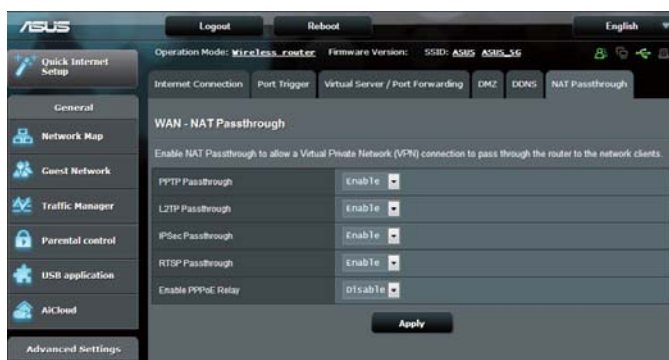 ASUS
Logout
Reboot
English
Quick Internet
Setup
Operation Mode: Wireless router Firmware Version: SSID: ASUS ASUS_5G
Internet Connection
Port Trigger
Virtual Server / Port Forwarding
DMZ
DDNS
NAT Passthrough
General
Network Map
Guest Network
Traffic Manager
Parental control
USB application
AiCloud
Advanced Settings
WAN - NAT Passthrough
Enable NAT Passthrough to allow a Virtual Private Network (VPN) connection to pass through the router to the network clients.
PPTP Passthrough Enable
L2TP Passthrough Enable
IPSec Passthrough Enable
RTSP Passthrough Enable
Enable PPPoE Relay Disable
Apply